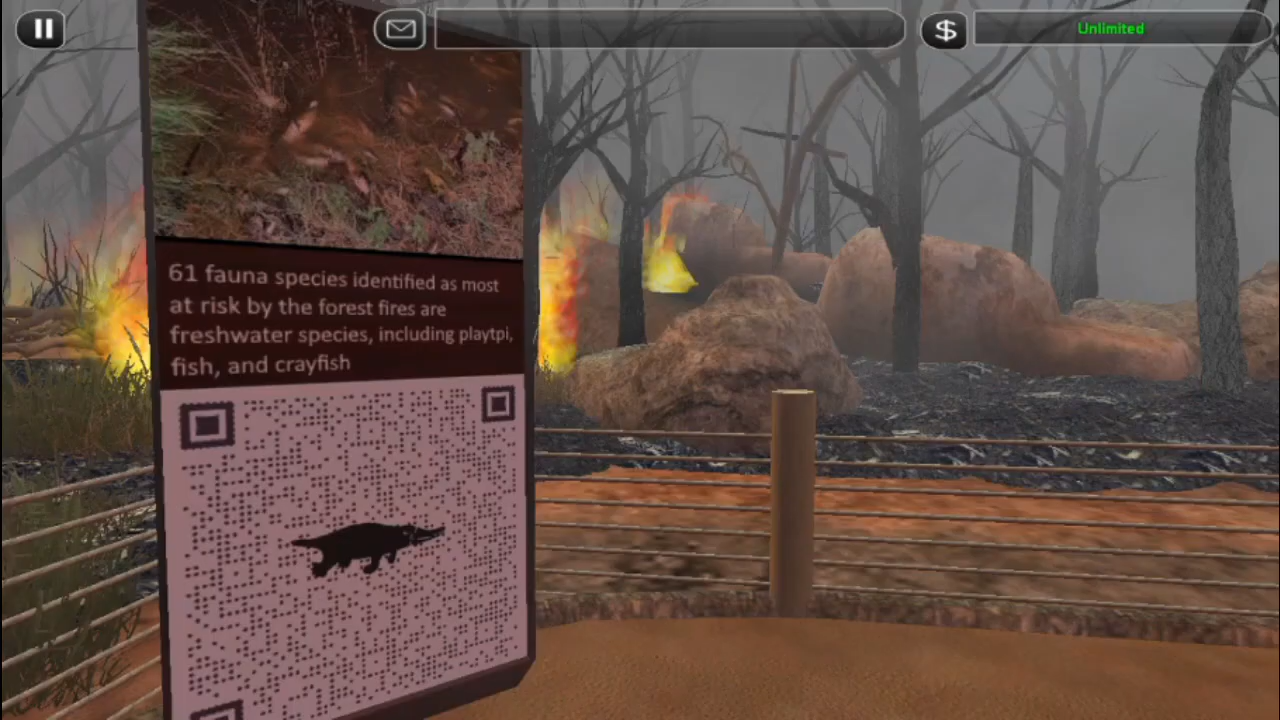 $ Unlimited
61 fauna species identified as most
at risk by the forest fires are
freshwater species, including playtpi,
fish, and crayfish